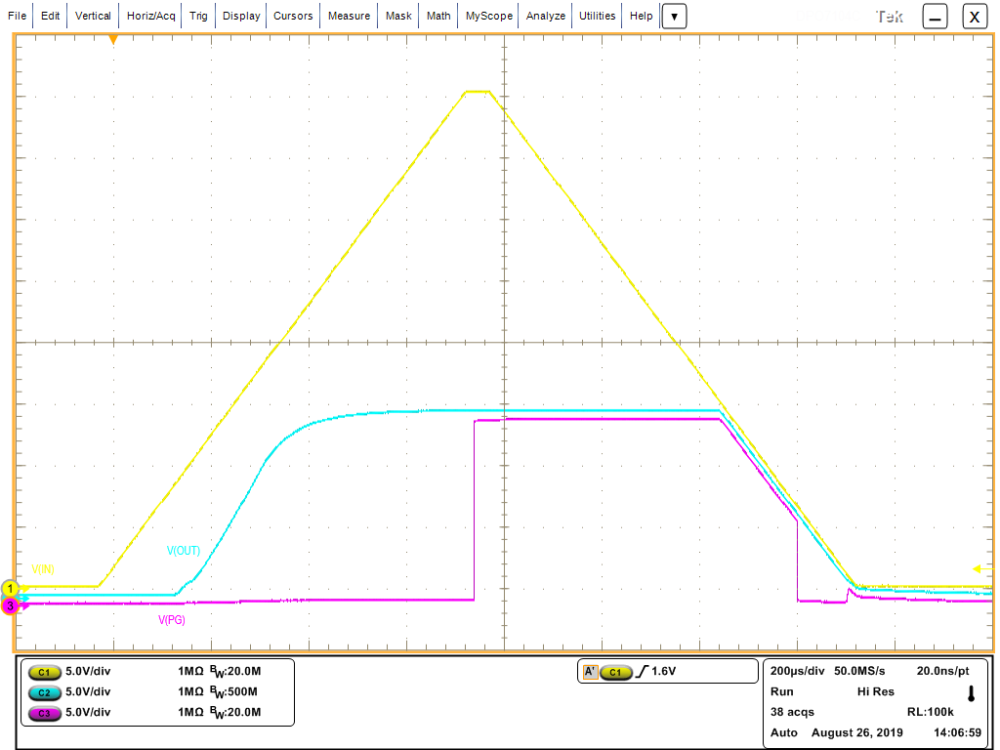 File Edit Vertical Horiz/Acq Trig Display Cursors Measure Mask Math MyScope Analyze Utilities Help ▼ Tek X
V(OUT)
V(IN)
1
3
V(PG)
C1 5.0V/div 1MΩ BW:20.0M
C2 5.0V/div 1MΩ BW:500M
C3 5.0V/div 1MΩ BW:20.0M
A' C1 1.6V
200µs/div 50.0MS/s 20.0ns/pt
Run Hi Res
38 acqs RL:100k
Auto August 26, 2019 14:06:59